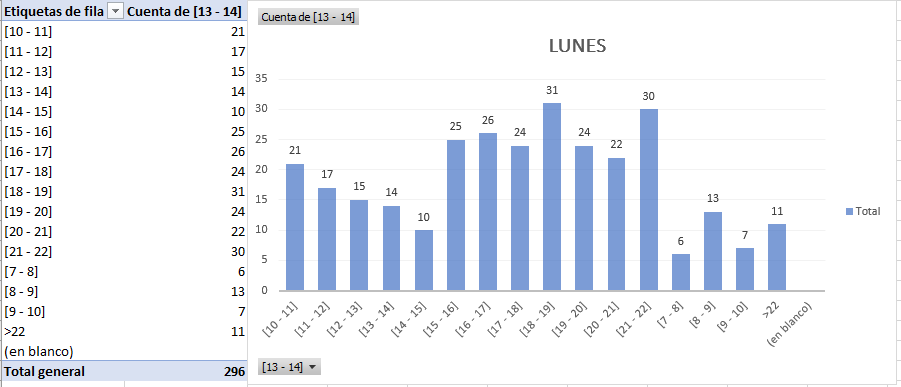 Etiquetas de fila Cuenta de [13 - 14]
[10 - 11] 21
[11 - 12] 17
[12 - 13] 15
[13 - 14] 14
[14 - 15] 10
[15 - 16] 25
[16 - 17] 26
[17 - 18] 24
[18 - 19] 31
[19 - 20] 24
[20 - 21] 22
[21 - 22] 30
[7 - 8] 6
[8 - 9] 13
[9 - 10] 7
>22 11
(en blanco)
Total general 296
Cuenta de [13 - 14]
LUNES
35
30
25
20
15
10
5
0
21 17 15 14 10 25 26 24 31 24 22 30 6 13 7 11
[10 - 11] [11 - 12] [12 - 13] [13 - 14] [14 - 15] [15 - 16] [16 - 17] [17 - 18] [18 - 19] [19 - 20] [20 - 21] [21 - 22] [7 - 8] [8 - 9] [9 - 10] >22 (en blanco)
Total
[13 - 14]